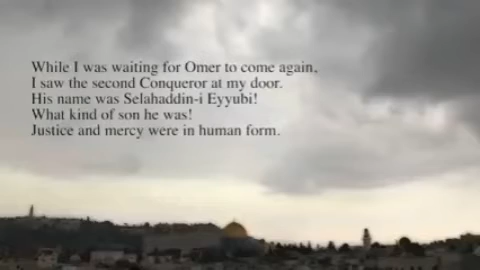 While I was waiting for Omer to come again,
I saw the second Conqueror at my door.
His name was Selahaddin-i Eyyubi!
What kind of son he was!
Justice and mercy were in human form.